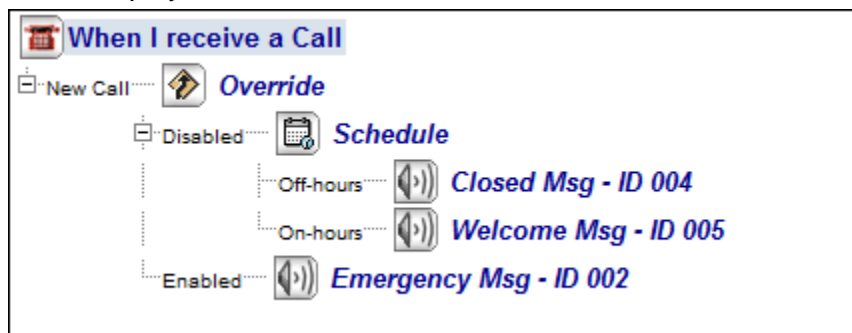 When I receive a Call
New Call Override
Disabled Schedule
Off-hours Closed Msg - ID 004
On-hours Welcome Msg - ID 005
Enabled Emergency Msg - ID 002